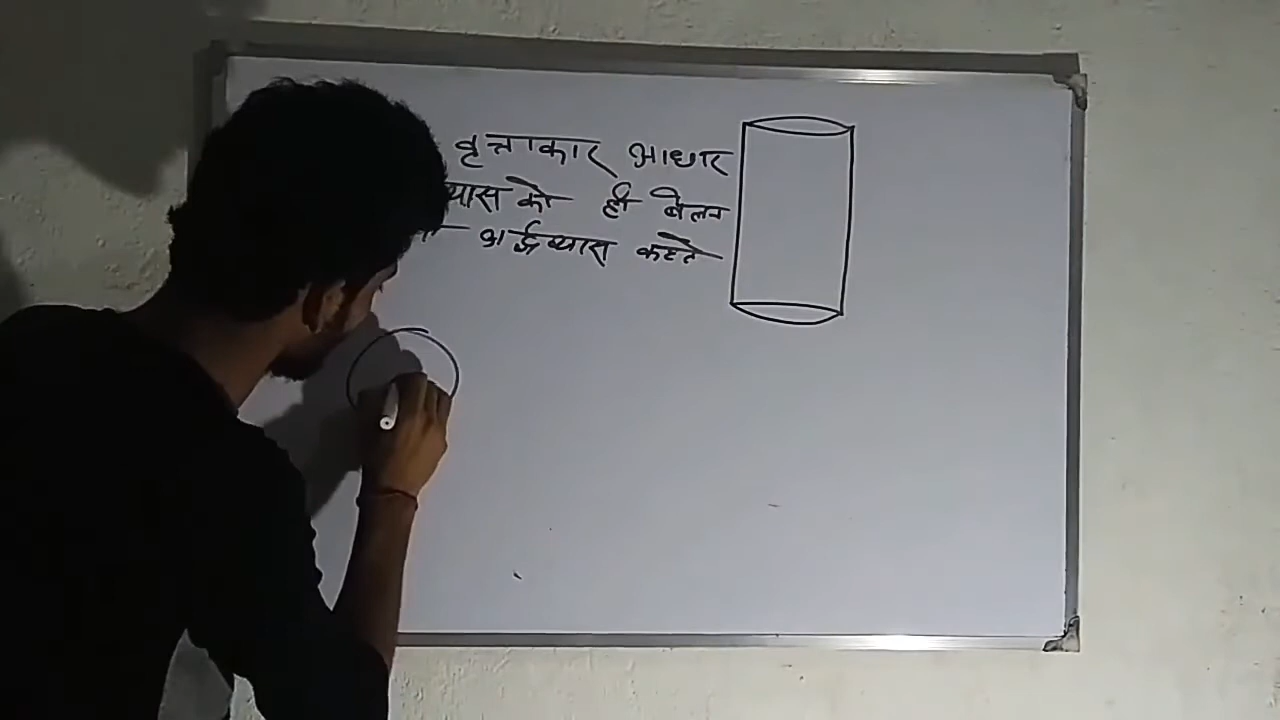 वृत्ताकार आधार
को ही बेलन
अर्द्धव्यास कहते